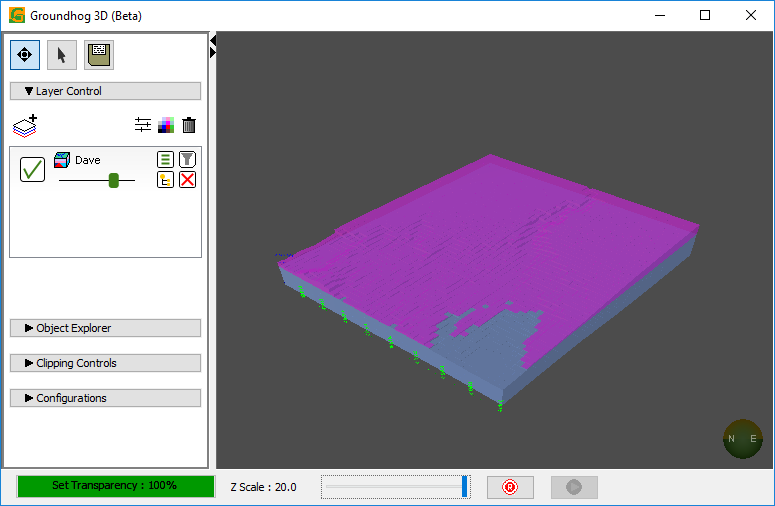 Groundhog 3D (Beta)
Layer Control
Dave
Object Explorer
Clipping Controls
Configurations
N E
Set Transparency : 100%
Z Scale : 20.0
R